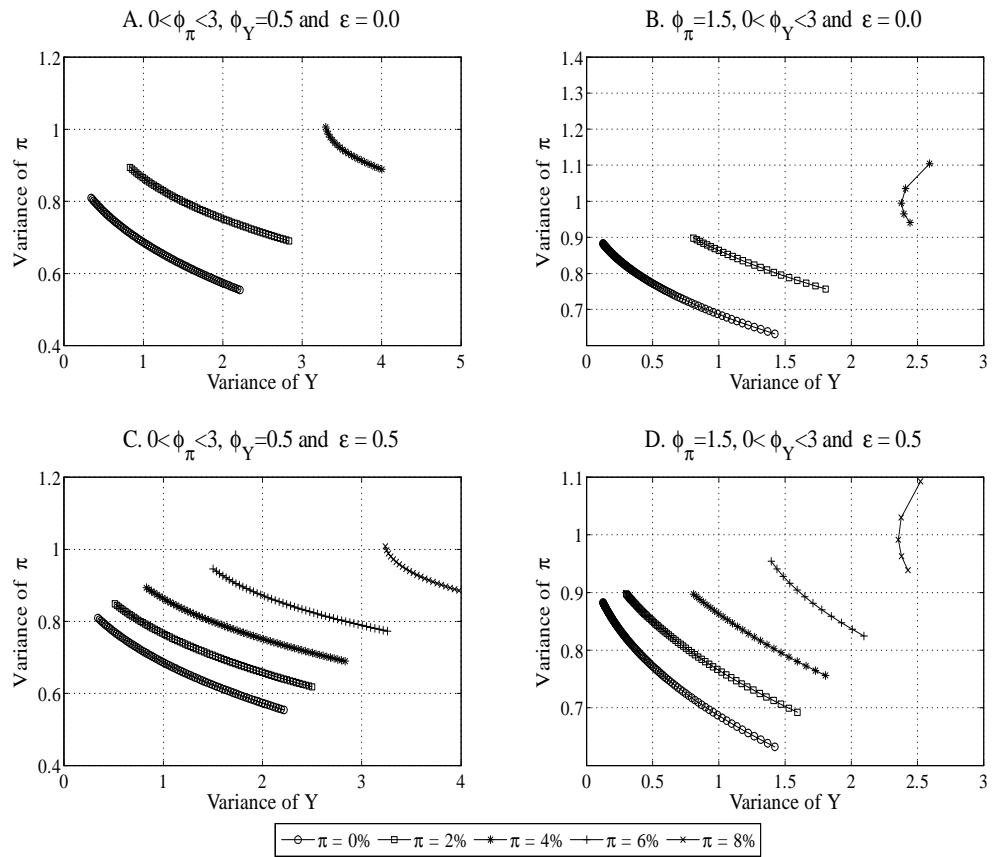 A. 0<ϕπ<3, ϕY=0.5 and ε = 0.0
B. ϕπ=1.5, 0<ϕY<3 and ε = 0.0
Variance of π
1.2
1
0.8
0.6
0.4
0 1 2 3 4 5
Variance of Y
Variance of π
1.4
1.3
1.2
1.1
1
0.9
0.8
0.7
0 0.5 1 1.5 2 2.5 3
Variance of Y
C. 0<ϕπ<3, ϕY=0.5 and ε = 0.5
D. ϕπ=1.5, 0<ϕY<3 and ε = 0.5
Variance of π
1.2
1
0.8
0.6
0.4
0 1 2 3 4
Variance of Y
Variance of π
1.1
1
0.9
0.8
0.7
0 0.5 1 1.5 2 2.5 3
Variance of Y
π = 0% π = 2% π = 4% π = 6% π = 8%